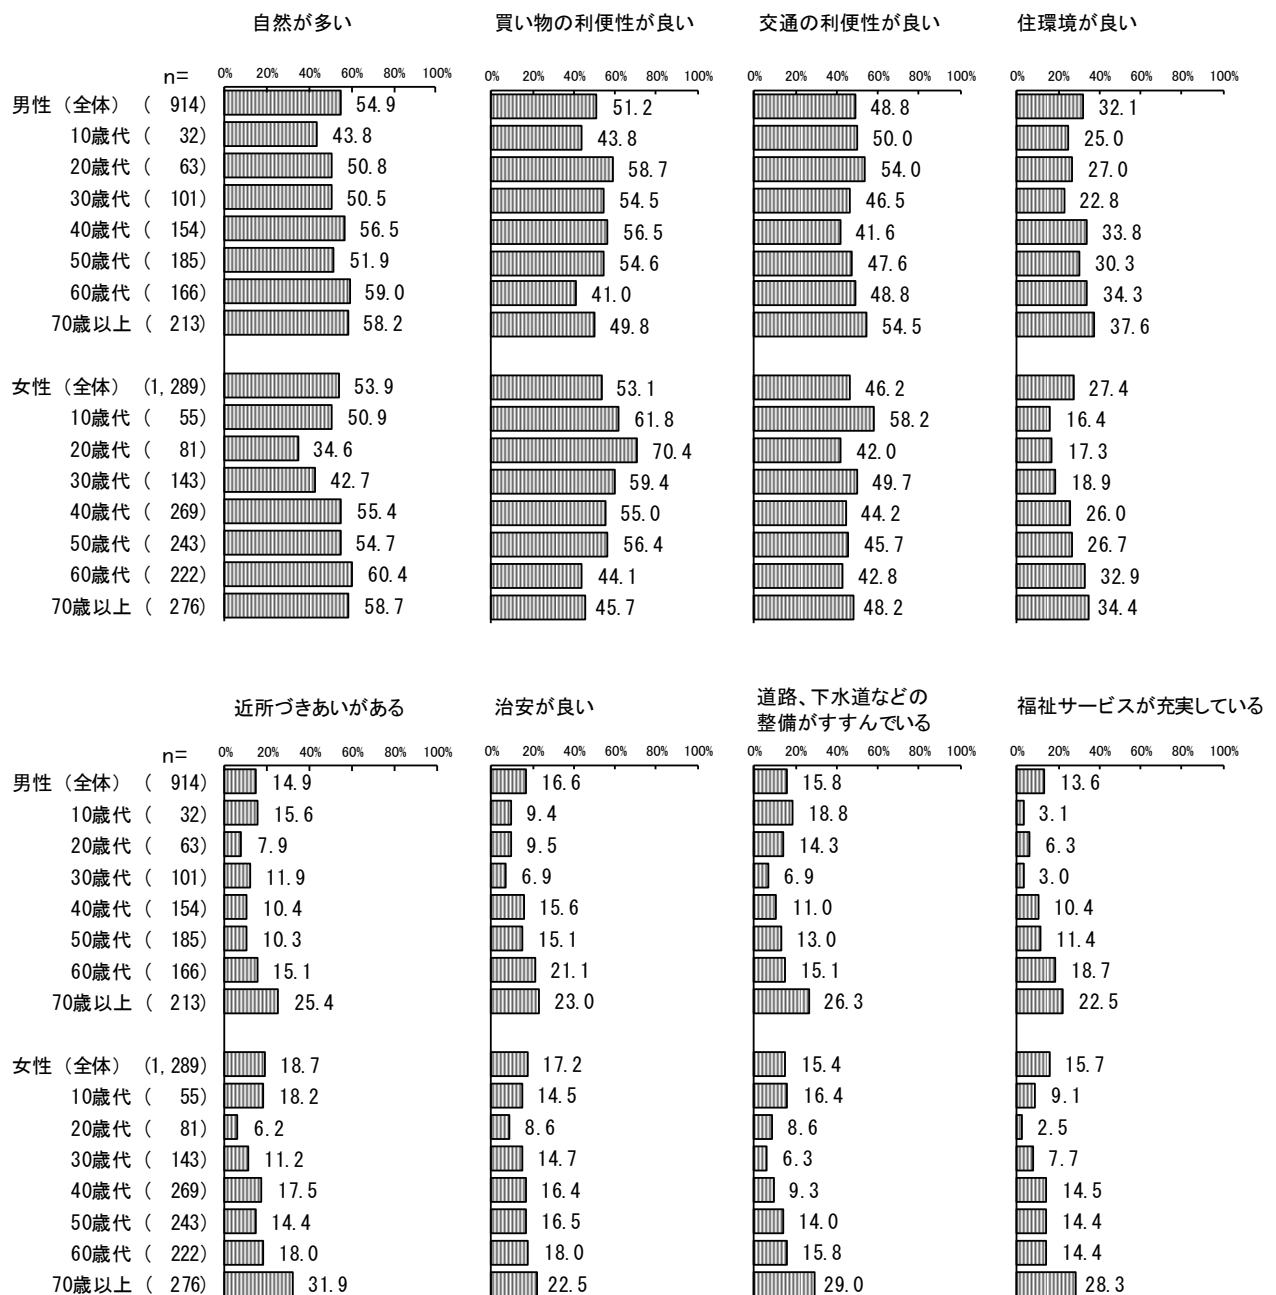 自然が多い 買い物の利便性が良い 交通の利便性が良い 住環境が良い
n= 0% 20% 40% 60% 80% 100% 0% 20% 40% 60% 80% 100% 0% 20% 40% 60% 80% 100% 0% 20% 40% 60% 80% 100%
男性（全体） ( 914) 54.9 51.2 48.8 32.1
10歳代 ( 32) 43.8 43.8 50.0 25.0
20歳代 ( 63) 50.8 58.7 54.0 27.0
30歳代 ( 101) 50.5 54.5 46.5 22.8
40歳代 ( 154) 56.5 56.5 41.6 33.8
50歳代 ( 185) 51.9 54.6 47.6 30.3
60歳代 ( 166) 59.0 41.0 48.8 34.3
70歳以上 ( 213) 58.2 49.8 54.5 37.6
女性（全体） (1,289) 53.9 53.1 46.2 27.4
10歳代 ( 55) 50.9 61.8 58.2 16.4
20歳代 ( 81) 34.6 70.4 42.0 17.3
30歳代 ( 143) 42.7 59.4 49.7 18.9
40歳代 ( 269) 55.4 55.0 44.2 26.0
50歳代 ( 243) 54.7 56.4 45.7 26.7
60歳代 ( 222) 60.4 44.1 42.8 32.9
70歳以上 ( 276) 58.7 45.7 48.2 34.4
近所づきあいがある 治安が良い 道路、下水道などの 福祉サービスが充実している
整備がすすんでいる
n= 0% 20% 40% 60% 80% 100% 0% 20% 40% 60% 80% 100% 0% 20% 40% 60% 80% 100% 0% 20% 40% 60% 80% 100%
男性（全体） ( 914) 14.9 16.6 15.8 13.6
10歳代 ( 32) 15.6 9.4 18.8 3.1
20歳代 ( 63) 7.9 9.5 14.3 6.3
30歳代 ( 101) 11.9 6.9 6.9 3.0
40歳代 ( 154) 10.4 15.6 11.0 10.4
50歳代 ( 185) 10.3 15.1 13.0 11.4
60歳代 ( 166) 15.1 21.1 15.1 18.7
70歳以上 ( 213) 25.4 23.0 26.3 22.5
女性（全体） (1,289) 18.7 17.2 15.4 15.7
10歳代 ( 55) 18.2 14.5 16.4 9.1
20歳代 ( 81) 6.2 8.6 8.6 2.5
30歳代 ( 143) 11.2 14.7 6.3 7.7
40歳代 ( 269) 17.5 16.4 9.3 14.5
50歳代 ( 243) 14.4 16.5 14.0 14.4
60歳代 ( 222) 18.0 18.0 15.8 14.4
70歳以上 ( 276) 31.9 22.5 29.0 28.3